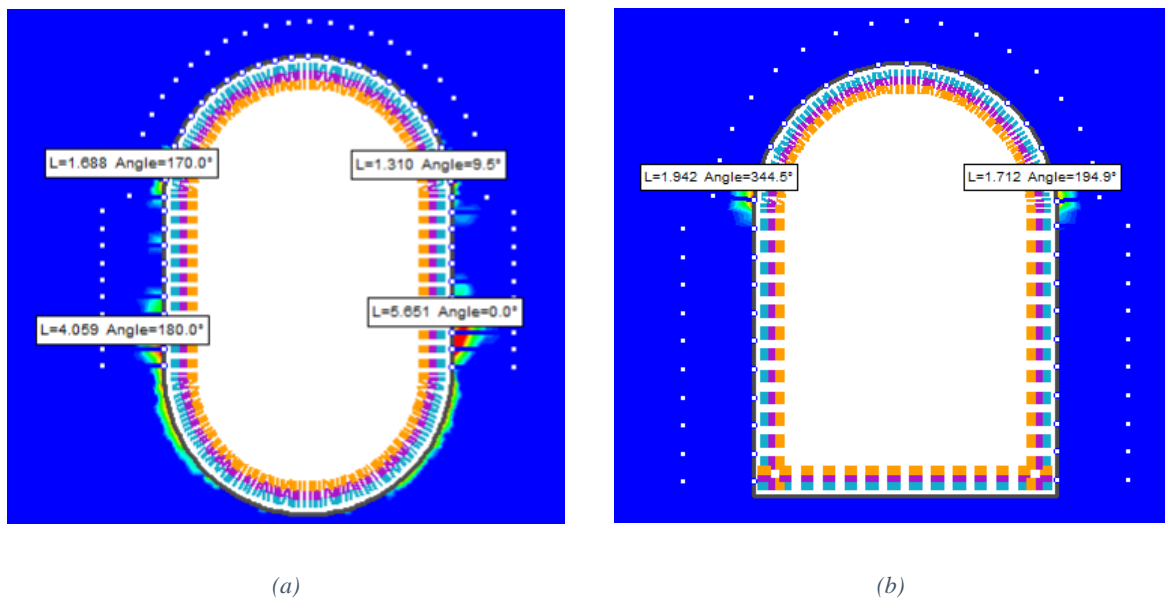 L=1.688 Angle=170.0°
L=1.310 Angle=9.5°
L=4.059 Angle=180.0°
L=5.651 Angle=0.0°
(a)
L=1.942 Angle=344.5°
L=1.712 Angle=194.9°
(b)